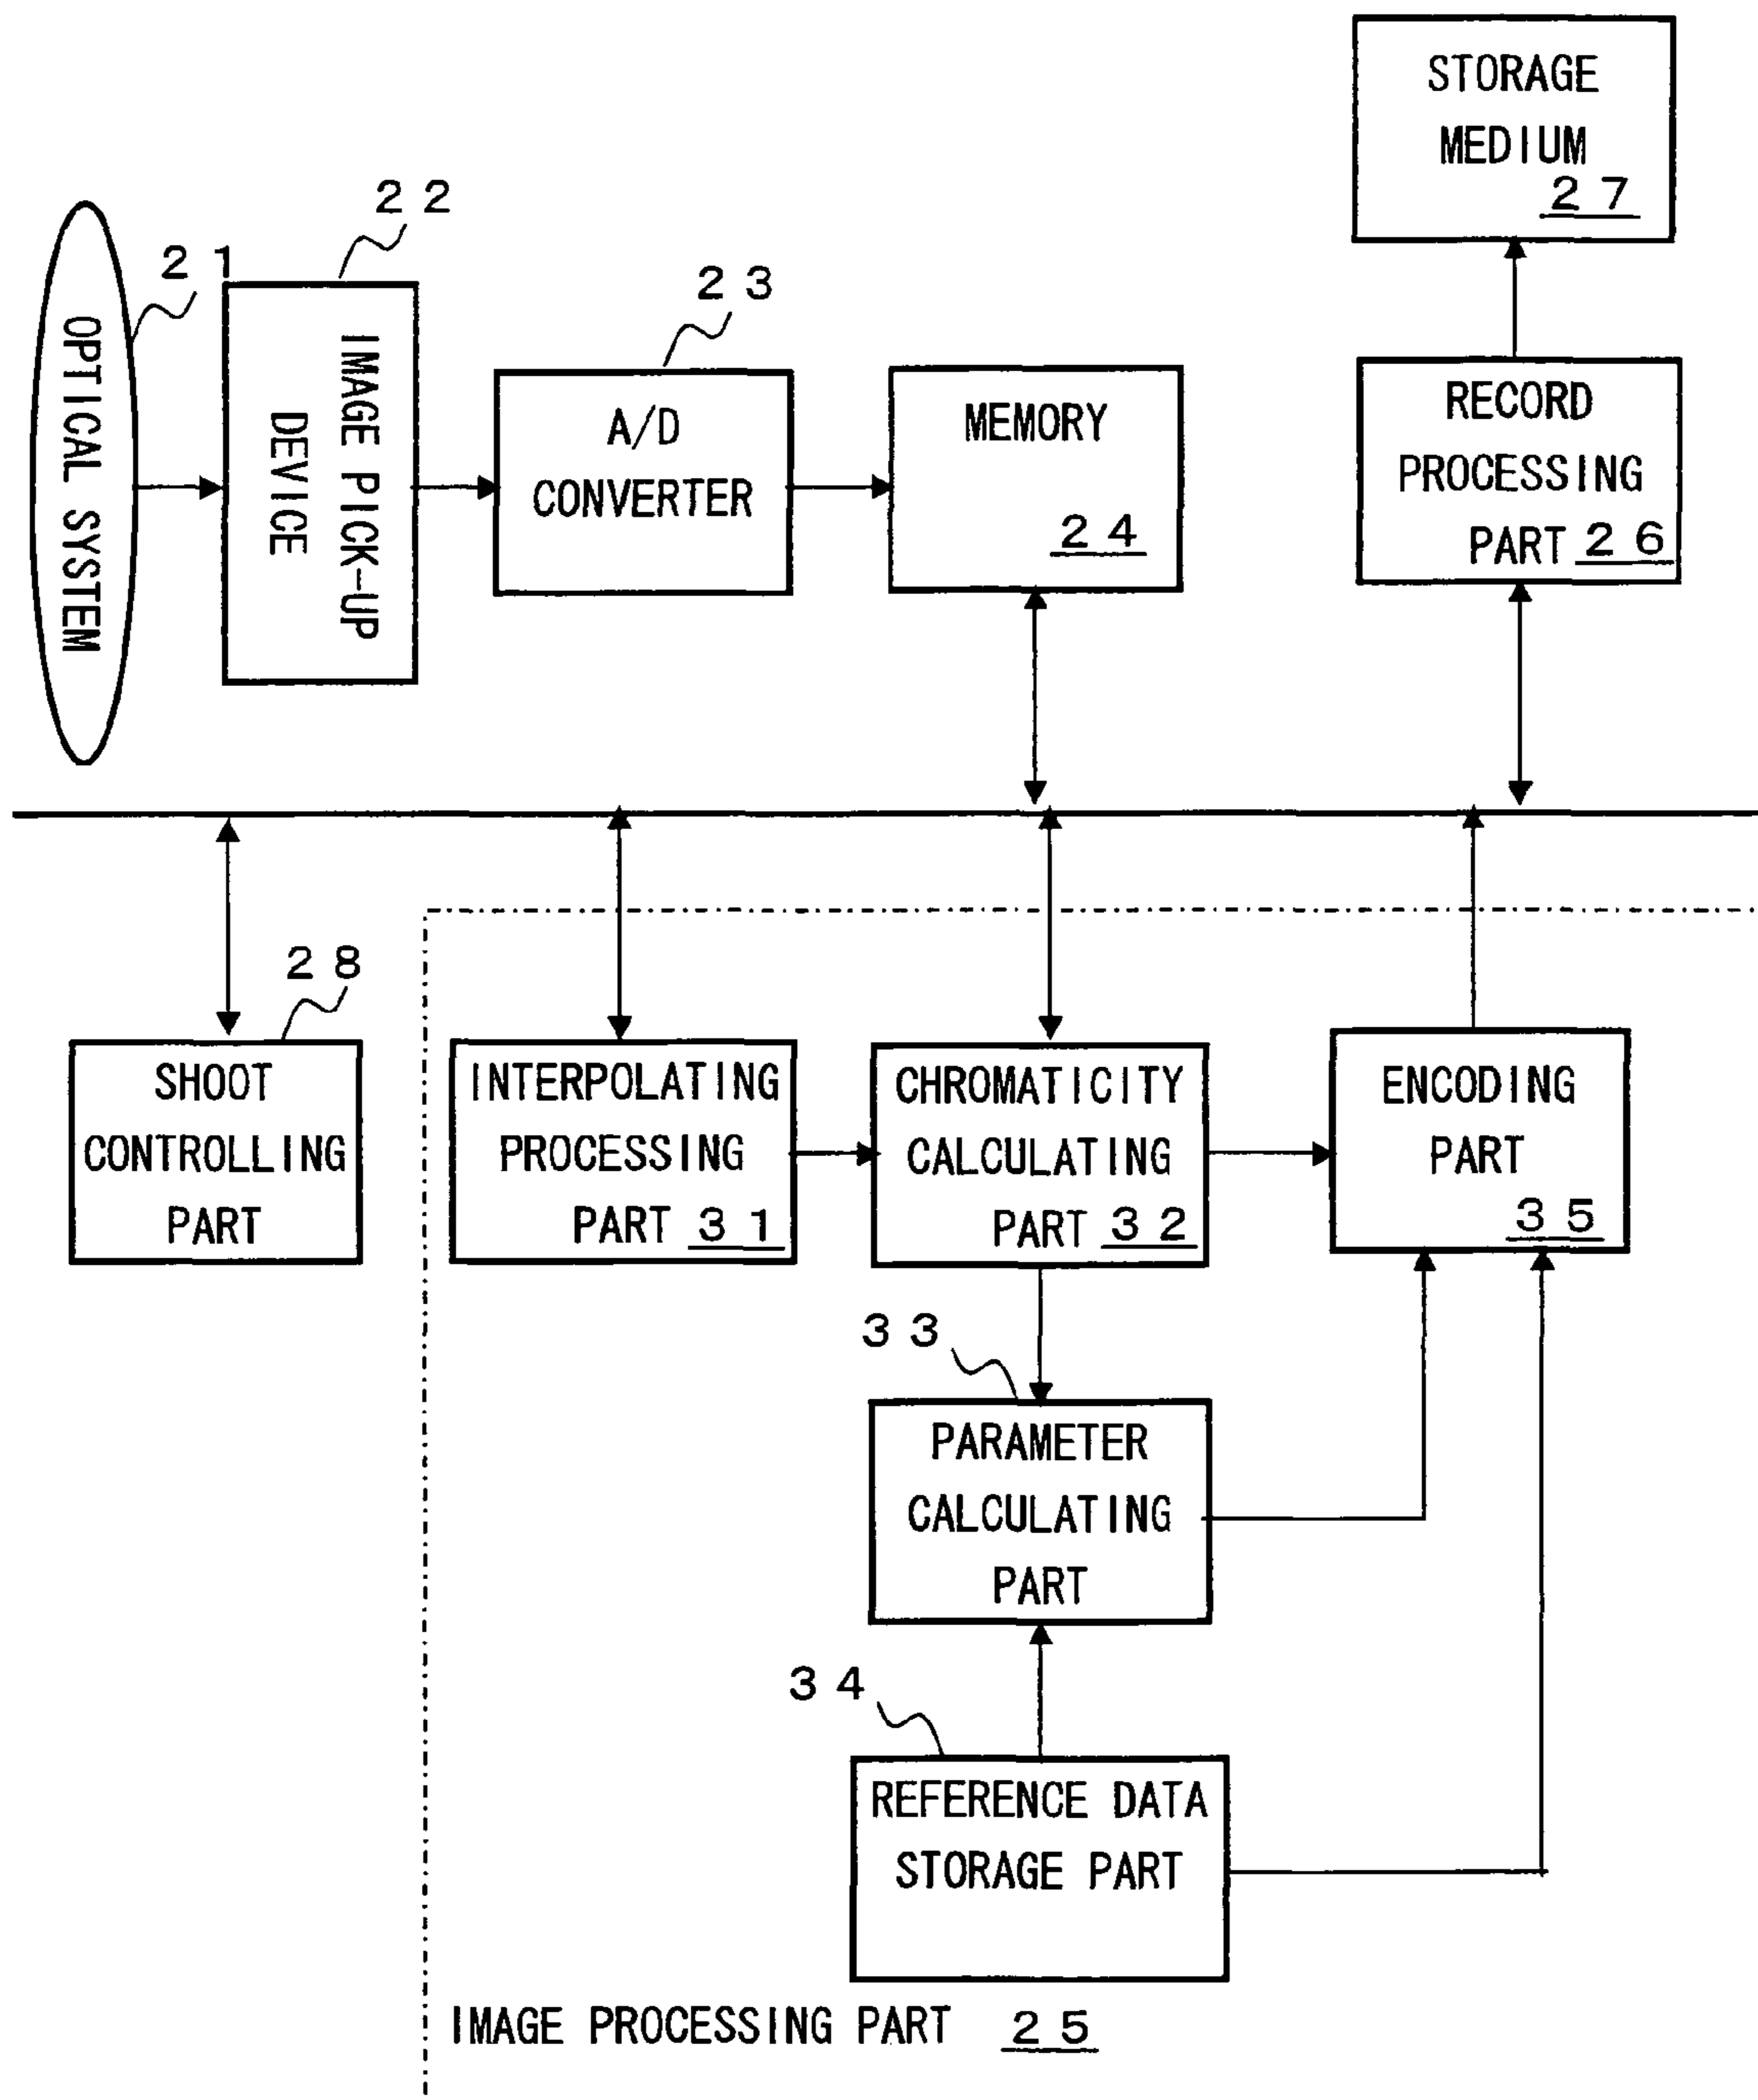 STORAGE
MEDIUM
27
22
21
23
OPTICAL SYSTEM
IMAGE PICK-UP
DEVICE
A/D
CONVERTER
MEMORY
24
RECORD
PROCESSING
PART 26
28
SHOOT
CONTROLLING
PART
INTERPOLATING
PROCESSING
PART 31
CHROMATICITY
CALCULATING
PART 32
ENCODING
PART
35
33
PARAMETER
CALCULATING
PART
34
REFERENCE DATA
STORAGE PART
IMAGE PROCESSING PART 25